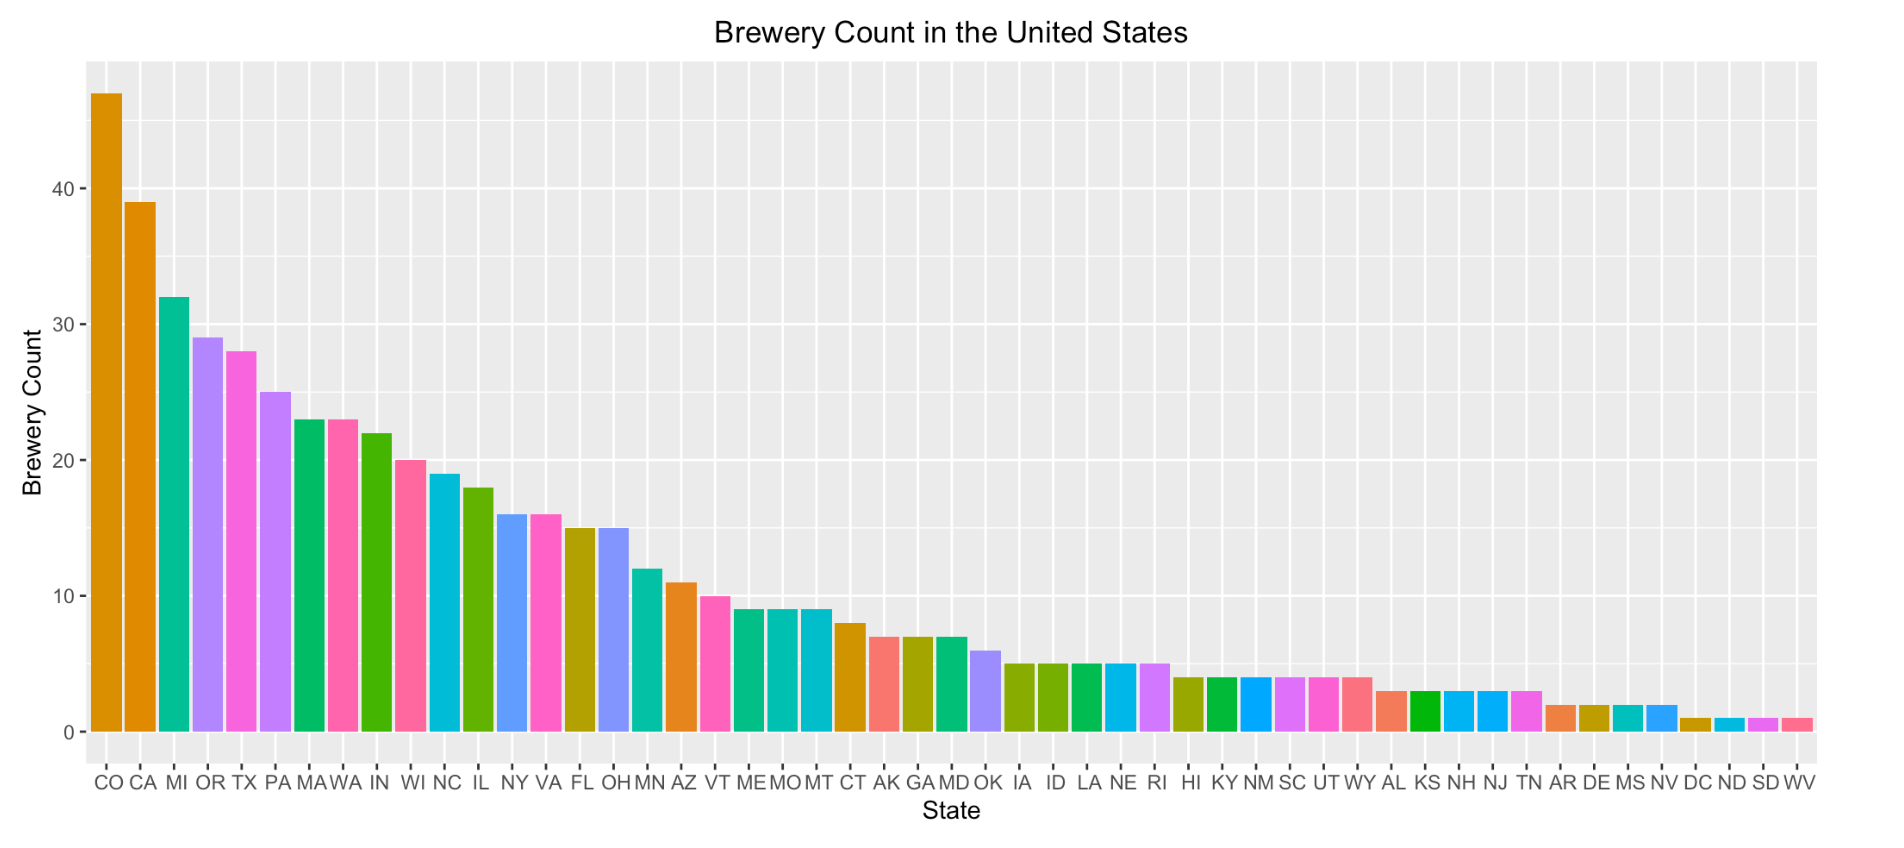 Brewery Count in the United States
Brewery Count
40
30
20
10
0
CO CA MI OR TX PA MA WA IN WI NC IL NY VA FL OH MN AZ VT ME MO MT CT AK GA MD OK IA ID LA NE RI HI KY NM SC UT WY AL KS NH NJ TN AR DE MS NV DC ND SD WV
State